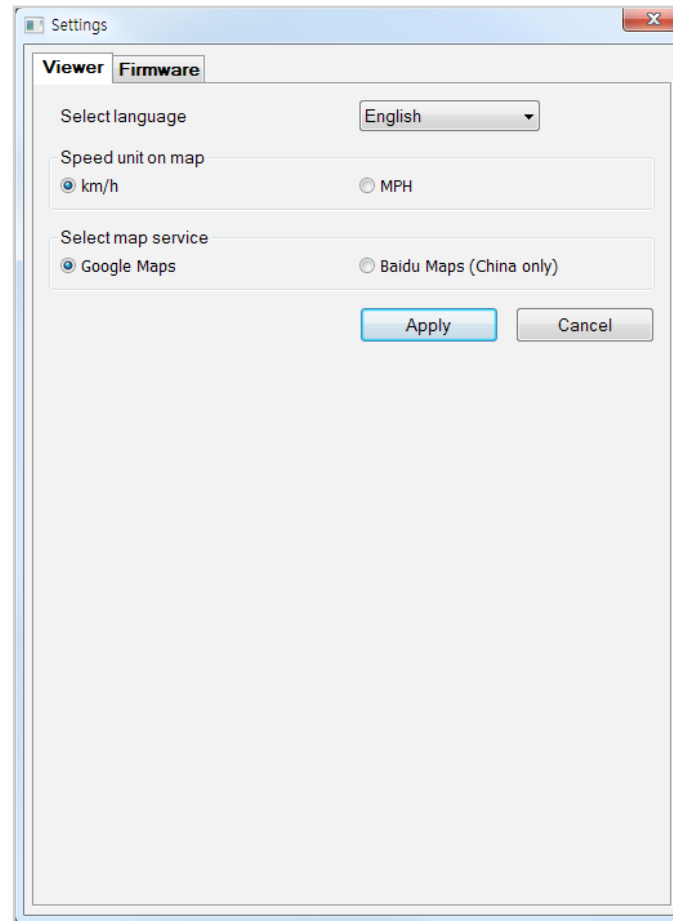 Settings
Viewer Firmware
Select language English
Speed unit on map
km/h MPH
Select map service
Google Maps Baidu Maps (China only)
Apply Cancel